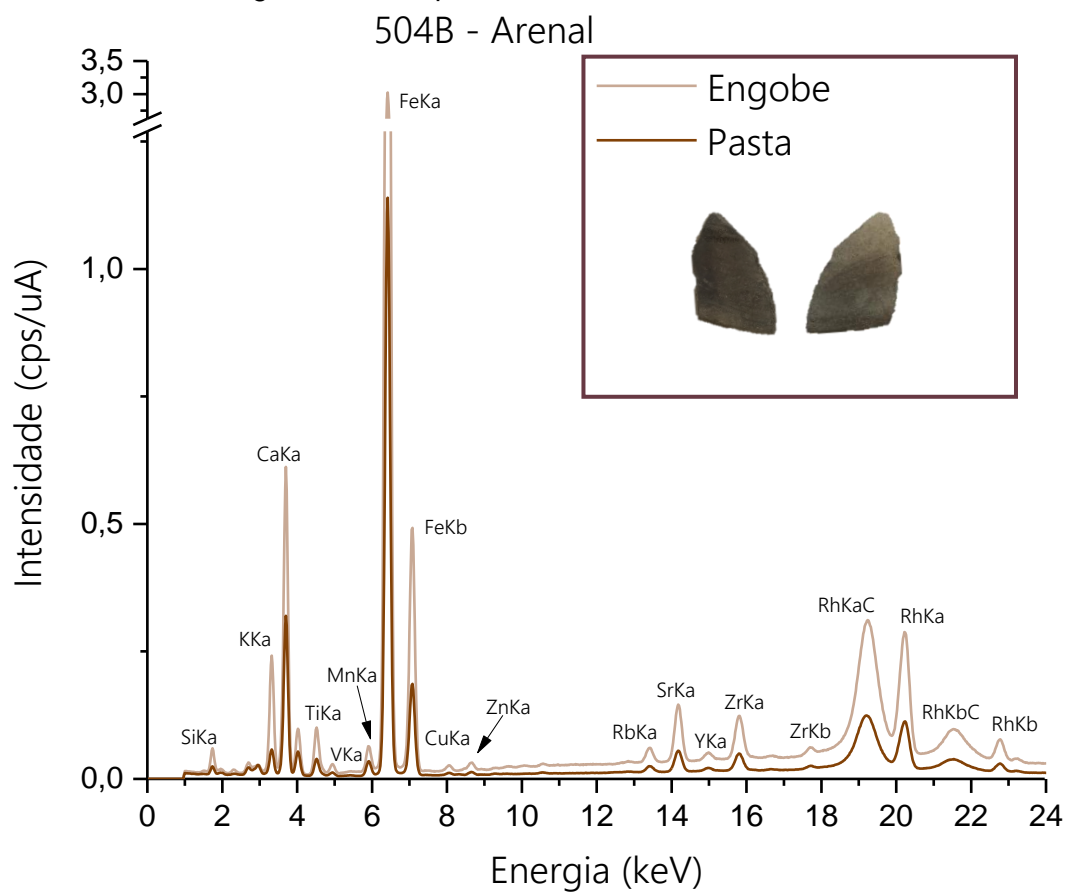 504B - Arenal
Engobe
Pasta
Intensidade (cps/uA)
3,5
3,0
1,0
0,5
0,0
SiKa
KKa
CaKa
TiKa
VKa
MnKa
FeKa
FeKb
CuKa
ZnKa
RbKa
SrKa
YKa
ZrKa
ZrKb
RhKaC
RhKa
RhKbC
RhKb
0 2 4 6 8 10 12 14 16 18 20 22 24
Energia (keV)